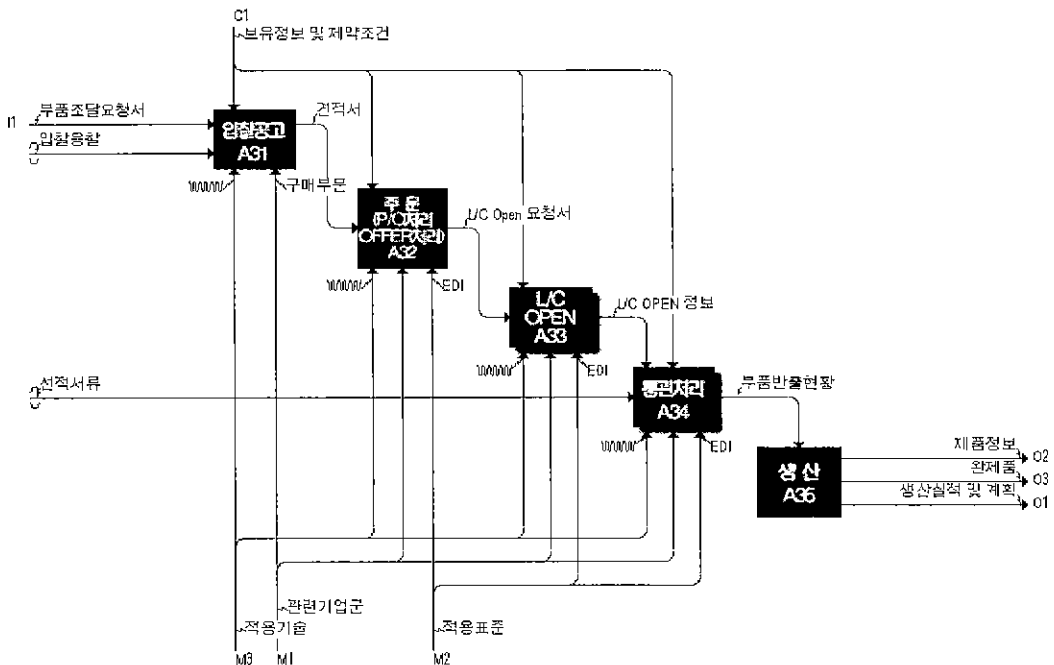 C1
보유정보 및 제약조건
I1
부품조달요청서
견적서
입찰응찰
입찰공고
A31
WWW
구매부문
주 문
(P/O처리
OFFER처리)
A32
L/C Open 요청서
WWW
EDI
L/C
OPEN
A33
L/C OPEN 정보
WWW
EDI
선적서류
통관처리
A34
부품반출현황
WWW
EDI
생 산
A35
제품정보
O2
완제품
O3
생산실적 및 계획
O1
관련기업군
적용기술
적용표준
M3
M1
M2